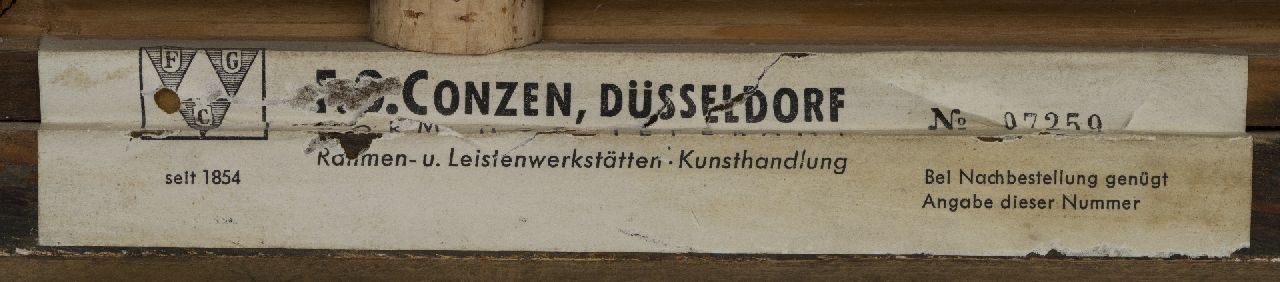 F G C
F.G. CONZEN, DÜSSELDORF
Rahmen- u. Leistenwerkstätten · Kunsthandlung
seit 1854
No 07259
Bei Nachbestellung genügt
Angabe dieser Nummer